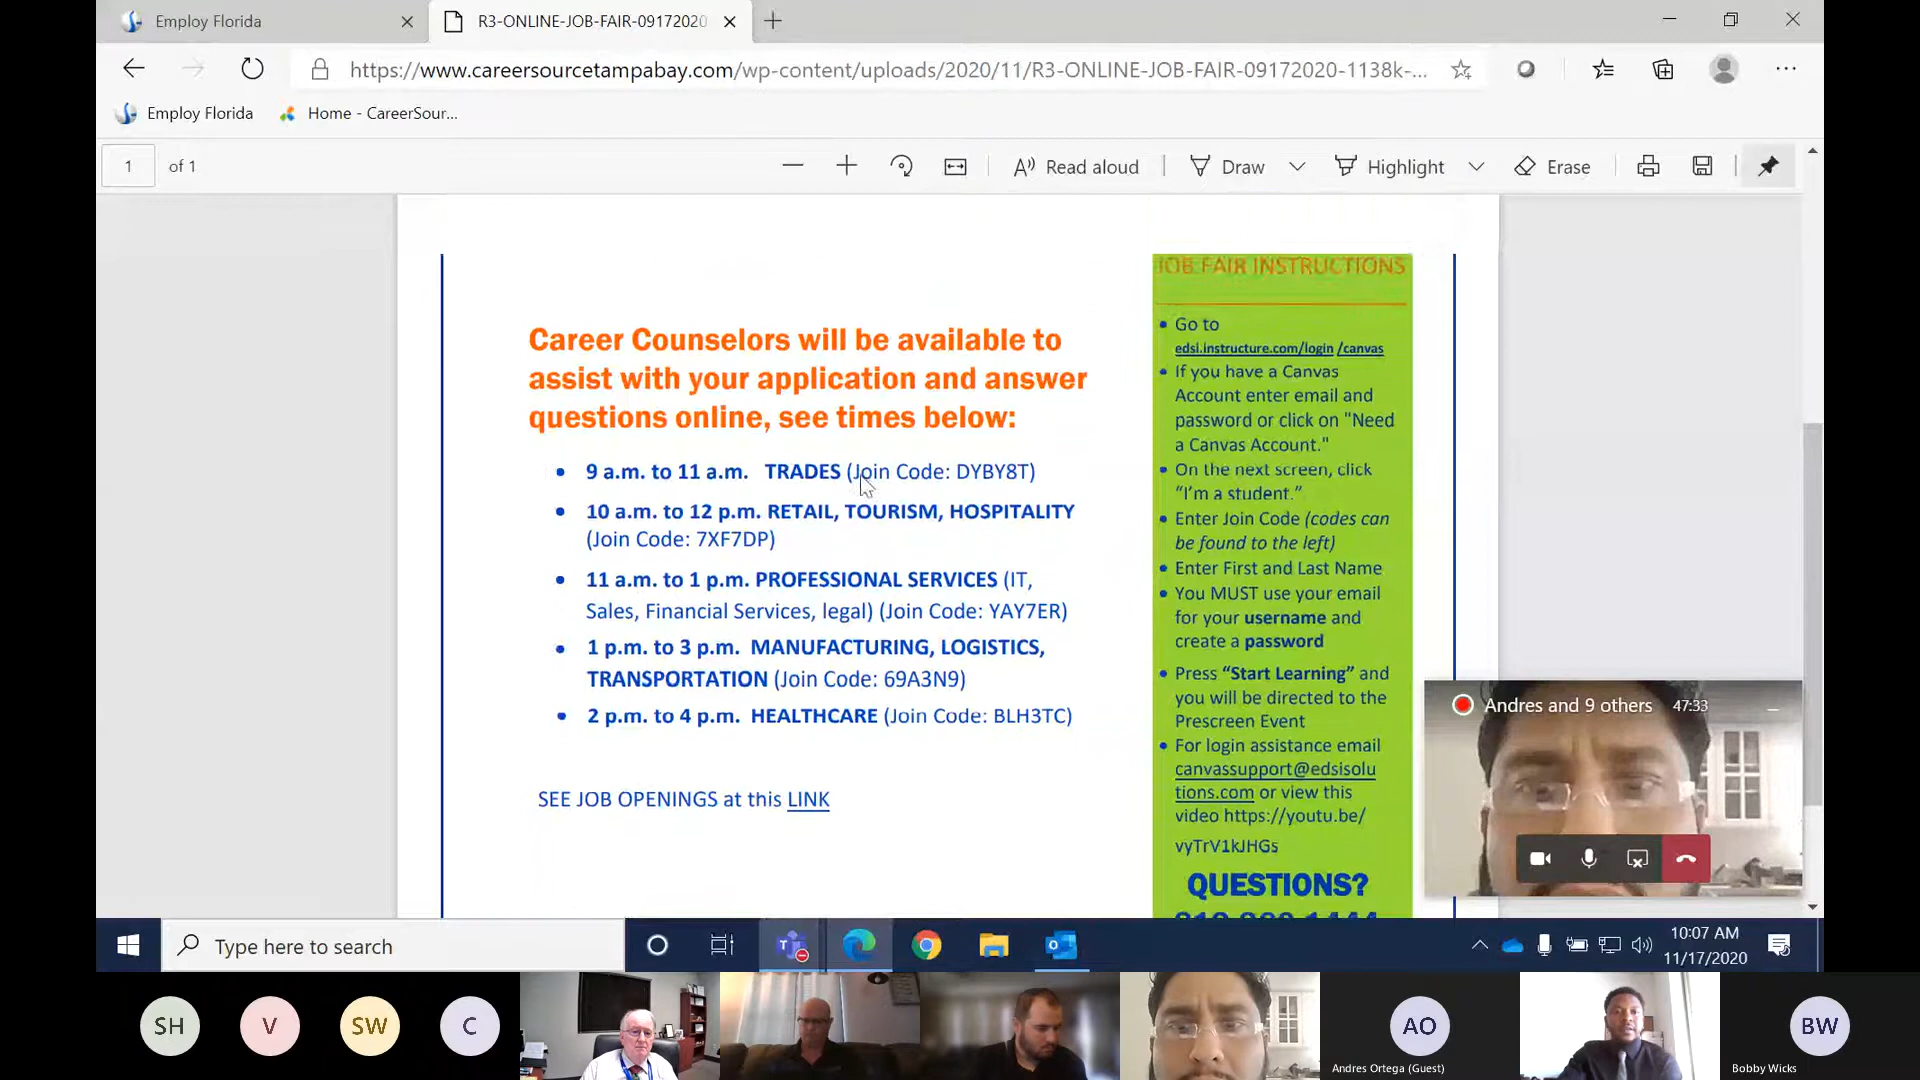 Employ Florida
R3-ONLINE-JOB-FAIR-09172020
https://www.careersourcetampabay.com/wp-content/uploads/2020/11/R3-ONLINE-JOB-FAIR-09172020-1138k-...
Employ Florida
Home - CareerSour...
1 of 1
Read aloud
Draw
Highlight
Erase
Career Counselors will be available to
assist with your application and answer
questions online, see times below:
• 9 a.m. to 11 a.m. TRADES (Join Code: DYBY8T)
• 10 a.m. to 12 p.m. RETAIL, TOURISM, HOSPITALITY
(Join Code: 7XF7DP)
• 11 a.m. to 1 p.m. PROFESSIONAL SERVICES (IT,
Sales, Financial Services, legal) (Join Code: YAY7ER)
• 1 p.m. to 3 p.m. MANUFACTURING, LOGISTICS,
TRANSPORTATION (Join Code: 69A3N9)
• 2 p.m. to 4 p.m. HEALTHCARE (Join Code: BLH3TC)
SEE JOB OPENINGS at this LINK
JOB FAIR INSTRUCTIONS
• Go to
edsi.instructure.com/login /canvas
• If you have a Canvas
Account enter email and
password or click on "Need
a Canvas Account."
• On the next screen, click
“I’m a student.”
• Enter Join Code (codes can
be found to the left)
• Enter First and Last Name
• You MUST use your email
for your username and
create a password
• Press “Start Learning” and
you will be directed to the
Prescreen Event
• For login assistance email
canvassupport@edsisolu
tions.com or view this
video https://youtu.be/
vyTrV1kJHGs
QUESTIONS?
Andres and 9 others 47:33
Type here to search
10:07 AM
11/17/2020
SH
V
SW
C
AO
Andres Ortega (Guest)
BW
Bobby Wicks